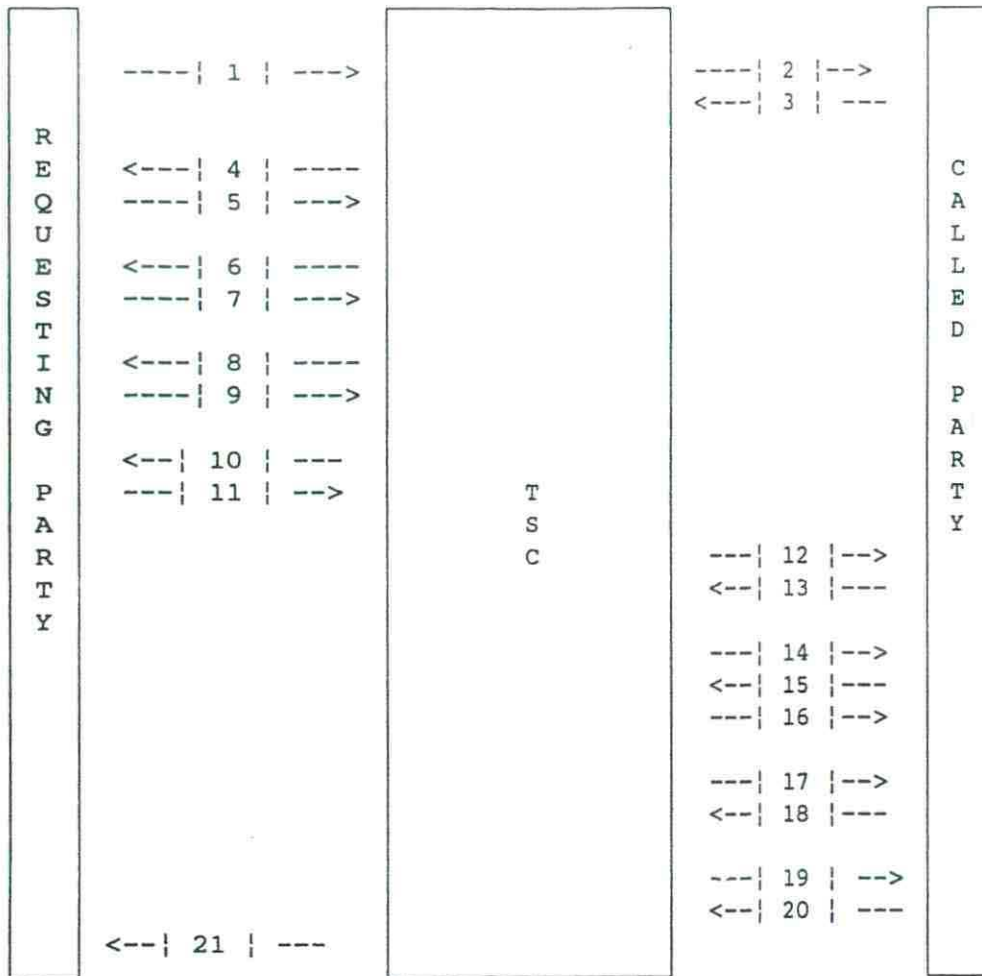 ----¦ 1 ¦ --->
----¦ 2 ¦-->
<---¦ 3 ¦ ---
<---¦ 4 ¦ ----
----¦ 5 ¦ --->
<---¦ 6 ¦ ----
----¦ 7 ¦ --->
<---¦ 8 ¦ ----
----¦ 9 ¦ --->
<--¦ 10 ¦ ---
---¦ 11 ¦ -->
---¦ 12 ¦-->
<--¦ 13 ¦---
---¦ 14 ¦-->
<--¦ 15 ¦---
---¦ 16 ¦-->
---¦ 17 ¦-->
<--¦ 18 ¦---
---¦ 19 ¦ -->
<--¦ 20 ¦ ---
<--¦ 21 ¦ ---
REQUESTING PARTY
TSC
CALLED PARTY